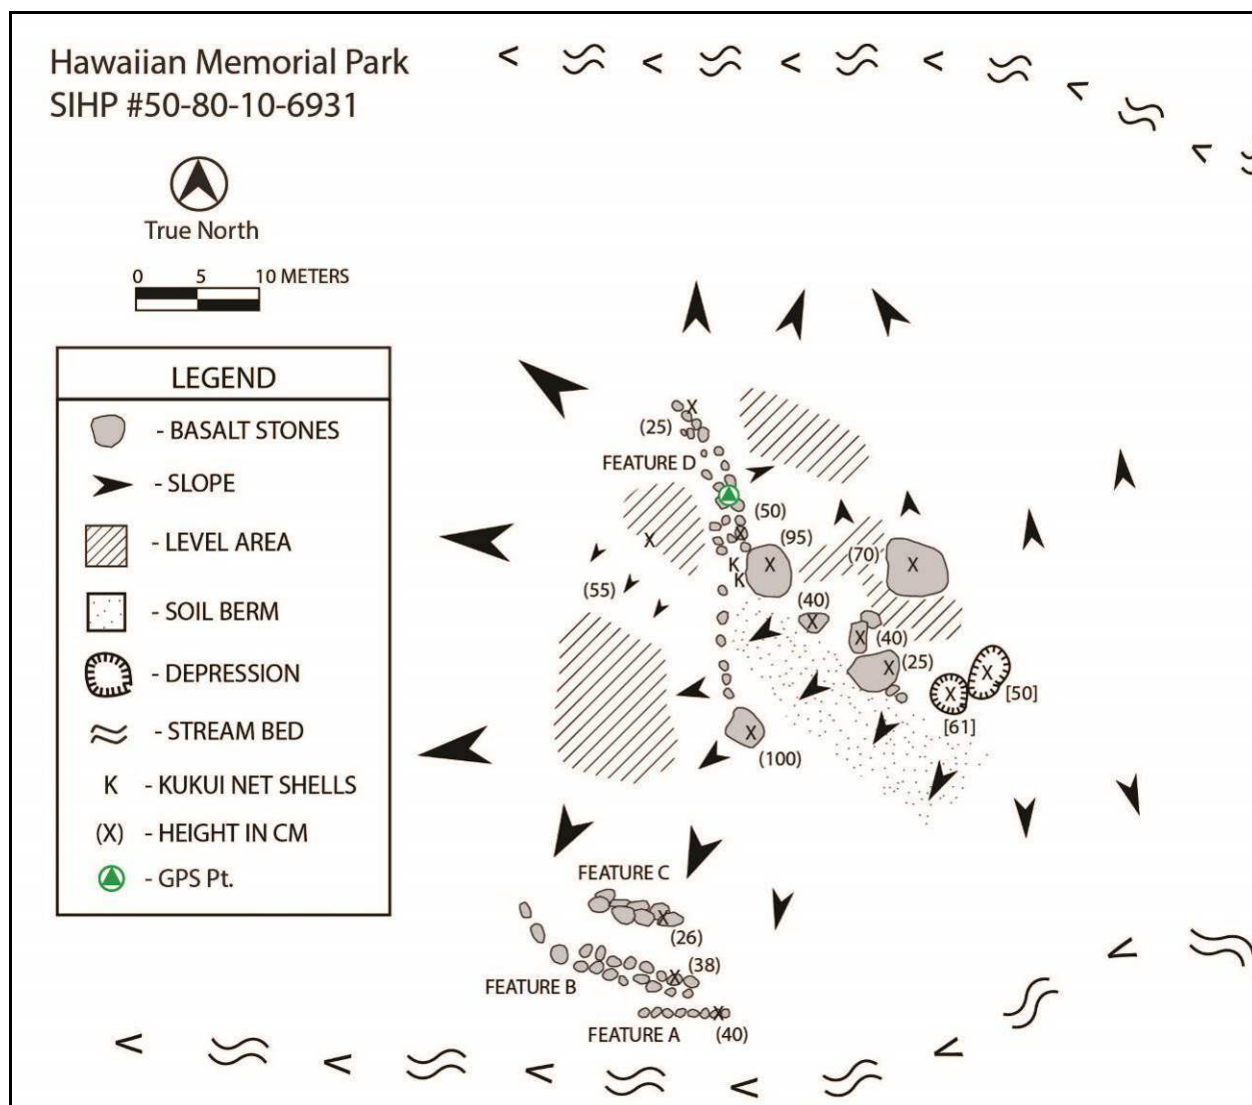 Hawaiian Memorial Park
SIHP #50-80-10-6931
True North
0 5 10 METERS
LEGEND
- BASALT STONES
- SLOPE
- LEVEL AREA
- SOIL BERM
- DEPRESSION
- STREAM BED
K - KUKUI NET SHELLS
(X) - HEIGHT IN CM
- GPS Pt.
X
(25)
FEATURE D
(50)
X
(95)
X
K
K
(70)
X
X
(55)
(40)
X
X
(40)
X
(25)
X
[50]
X
[61]
X
(100)
FEATURE C
X
(26)
(38)
X
FEATURE B
X
FEATURE A
(40)